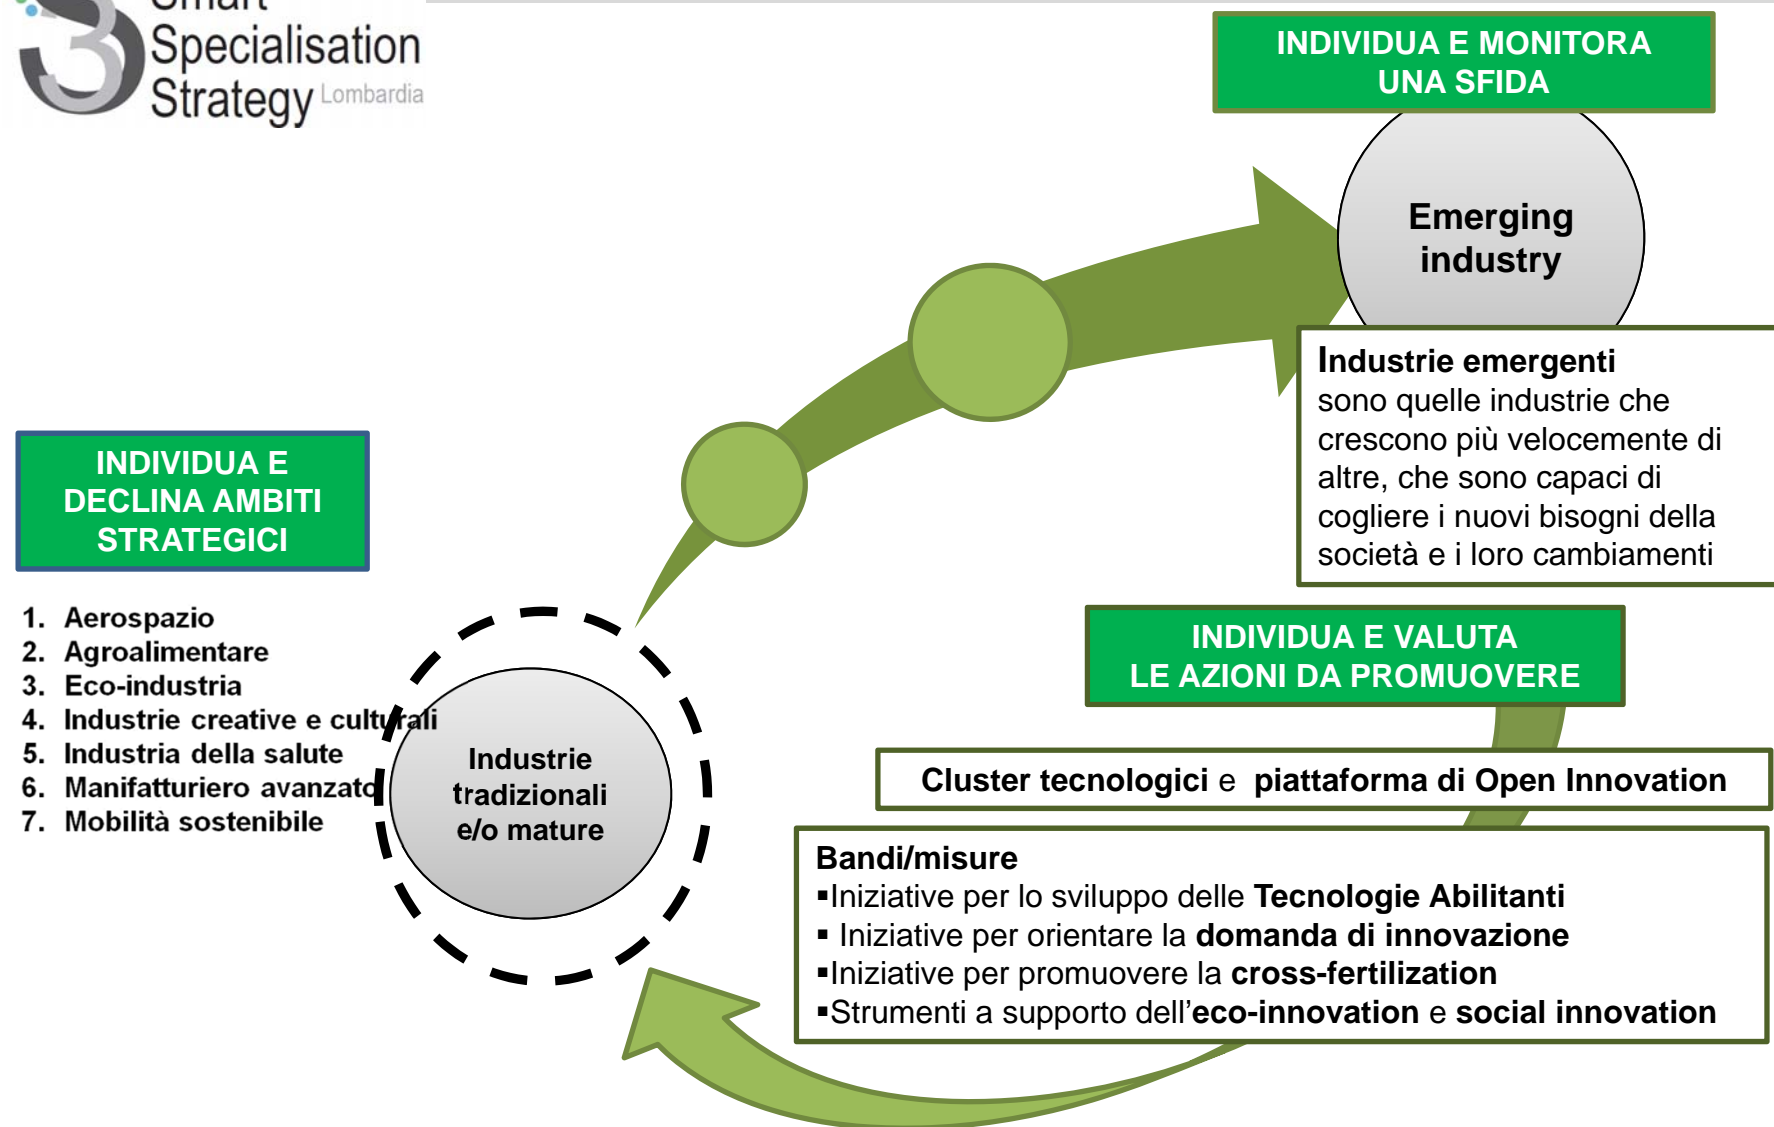 Smart
Specialisation
Strategy Lombardia
INDIVIDUA E MONITORA
UNA SFIDA
Emerging
industry
Industrie emergenti
sono quelle industrie che
crescono più velocemente di
altre, che sono capaci di
cogliere i nuovi bisogni della
società e i loro cambiamenti
INDIVIDUA E
DECLINA AMBITI
STRATEGICI
1. Aerospazio
2. Agroalimentare
3. Eco-industria
4. Industrie creative e culturali
5. Industria della salute
6. Manifatturiero avanzato
7. Mobilità sostenibile
Industrie
tradizionali
e/o mature
INDIVIDUA E VALUTA
LE AZIONI DA PROMUOVERE
Cluster tecnologici e piattaforma di Open Innovation
Bandi/misure
▪Iniziative per lo sviluppo delle Tecnologie Abilitanti
▪ Iniziative per orientare la domanda di innovazione
▪Iniziative per promuovere la cross-fertilization
▪Strumenti a supporto dell'eco-innovation e social innovation